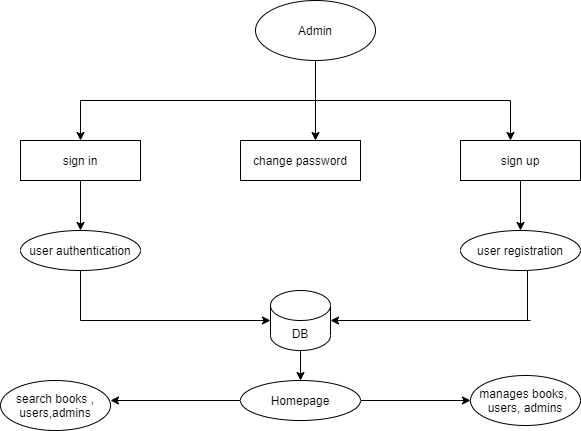 Admin
sign in
change password
sign up
user authentication
user registration
DB
search books ,
users,admins
Homepage
manages books,
users, admins